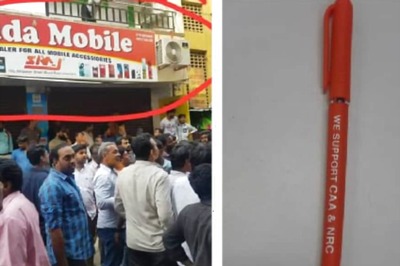 da Mobile
ALER FOR ALL MOBILE ACCESSORIES
WE SUPPORT CAA & NRC